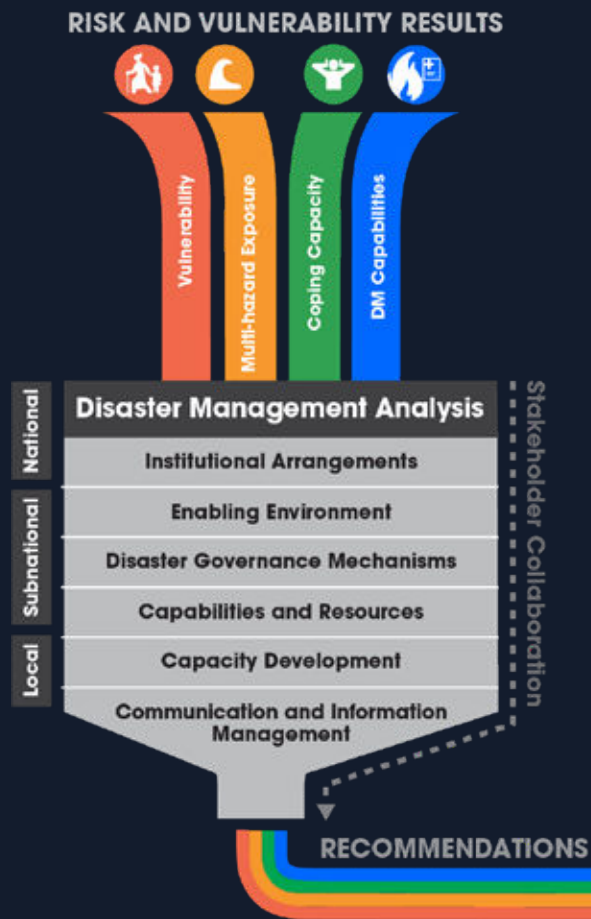 RISK AND VULNERABILITY RESULTS
Vulnerability
Multi-hazard Exposure
Coping Capacity
DM Capabilities
National
Subnational
Local
Disaster Management Analysis
Institutional Arrangements
Enabling Environment
Disaster Governance Mechanisms
Capabilities and Resources
Capacity Development
Communication and Information
Management
Stakeholder Collaboration
RECOMMENDATIONS